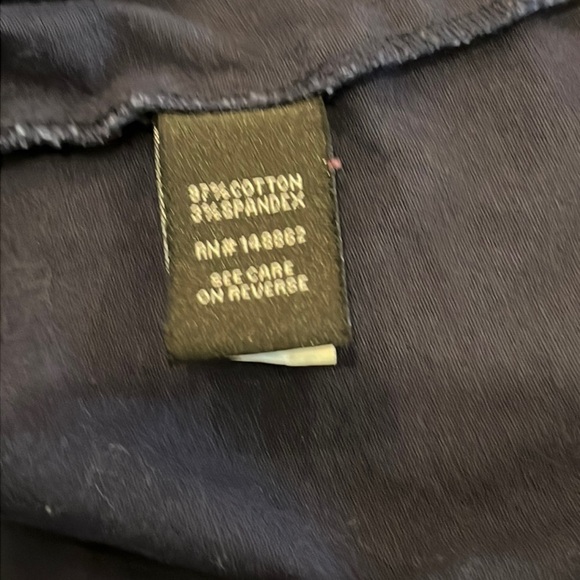 97%COTTON
3%SPANDEX
RN# 148862
SEE CARE
ON REVERSE